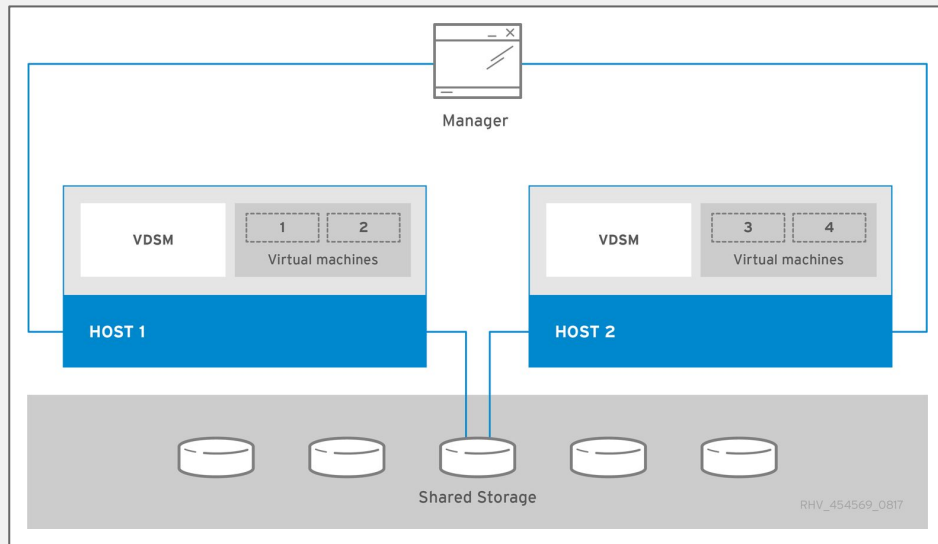 Manager
VDSM
1
2
Virtual machines
HOST 1
VDSM
3
4
Virtual machines
HOST 2
Shared Storage
RHV_454569_0817